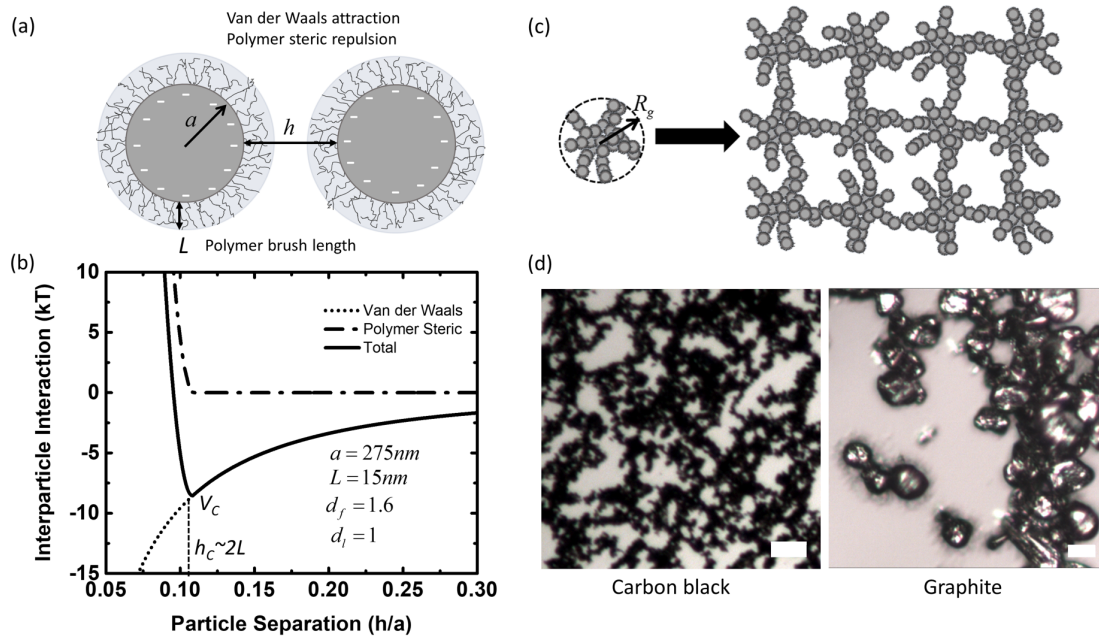 (a)
Van der Waals attraction
Polymer steric repulsion
a
h
L Polymer brush length
(b)
Interparticle Interaction (kT)
10
5
0
-5
-10
-15
Van der Waals
Polymer Steric
Total
a = 275nm
L = 15nm
d_f = 1.6
d_l = 1
V_C
h_C~2L
0.05 0.10 0.15 0.20 0.25 0.30
Particle Separation (h/a)
(c)
R_g
(d)
Carbon black
Graphite